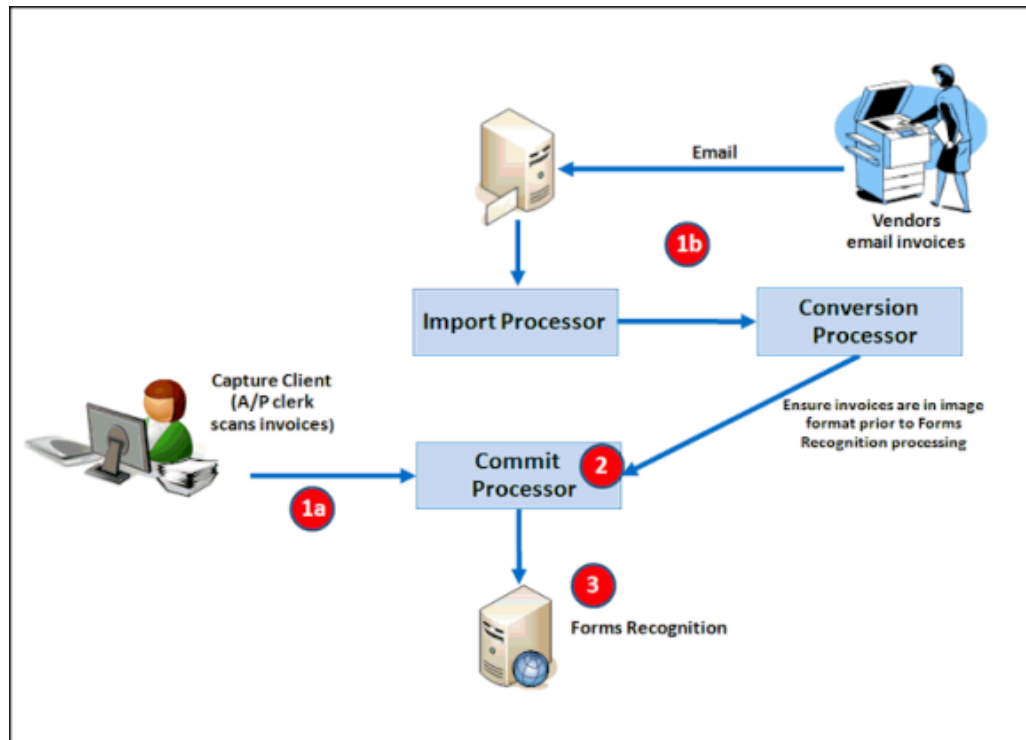 Email
Vendors
email invoices
1b
Import Processor
Conversion
Processor
Capture Client
(A/P clerk
scans invoices)
Ensure invoices are in image
format prior to Forms
Recognition processing
Commit
Processor
2
1a
3
Forms Recognition